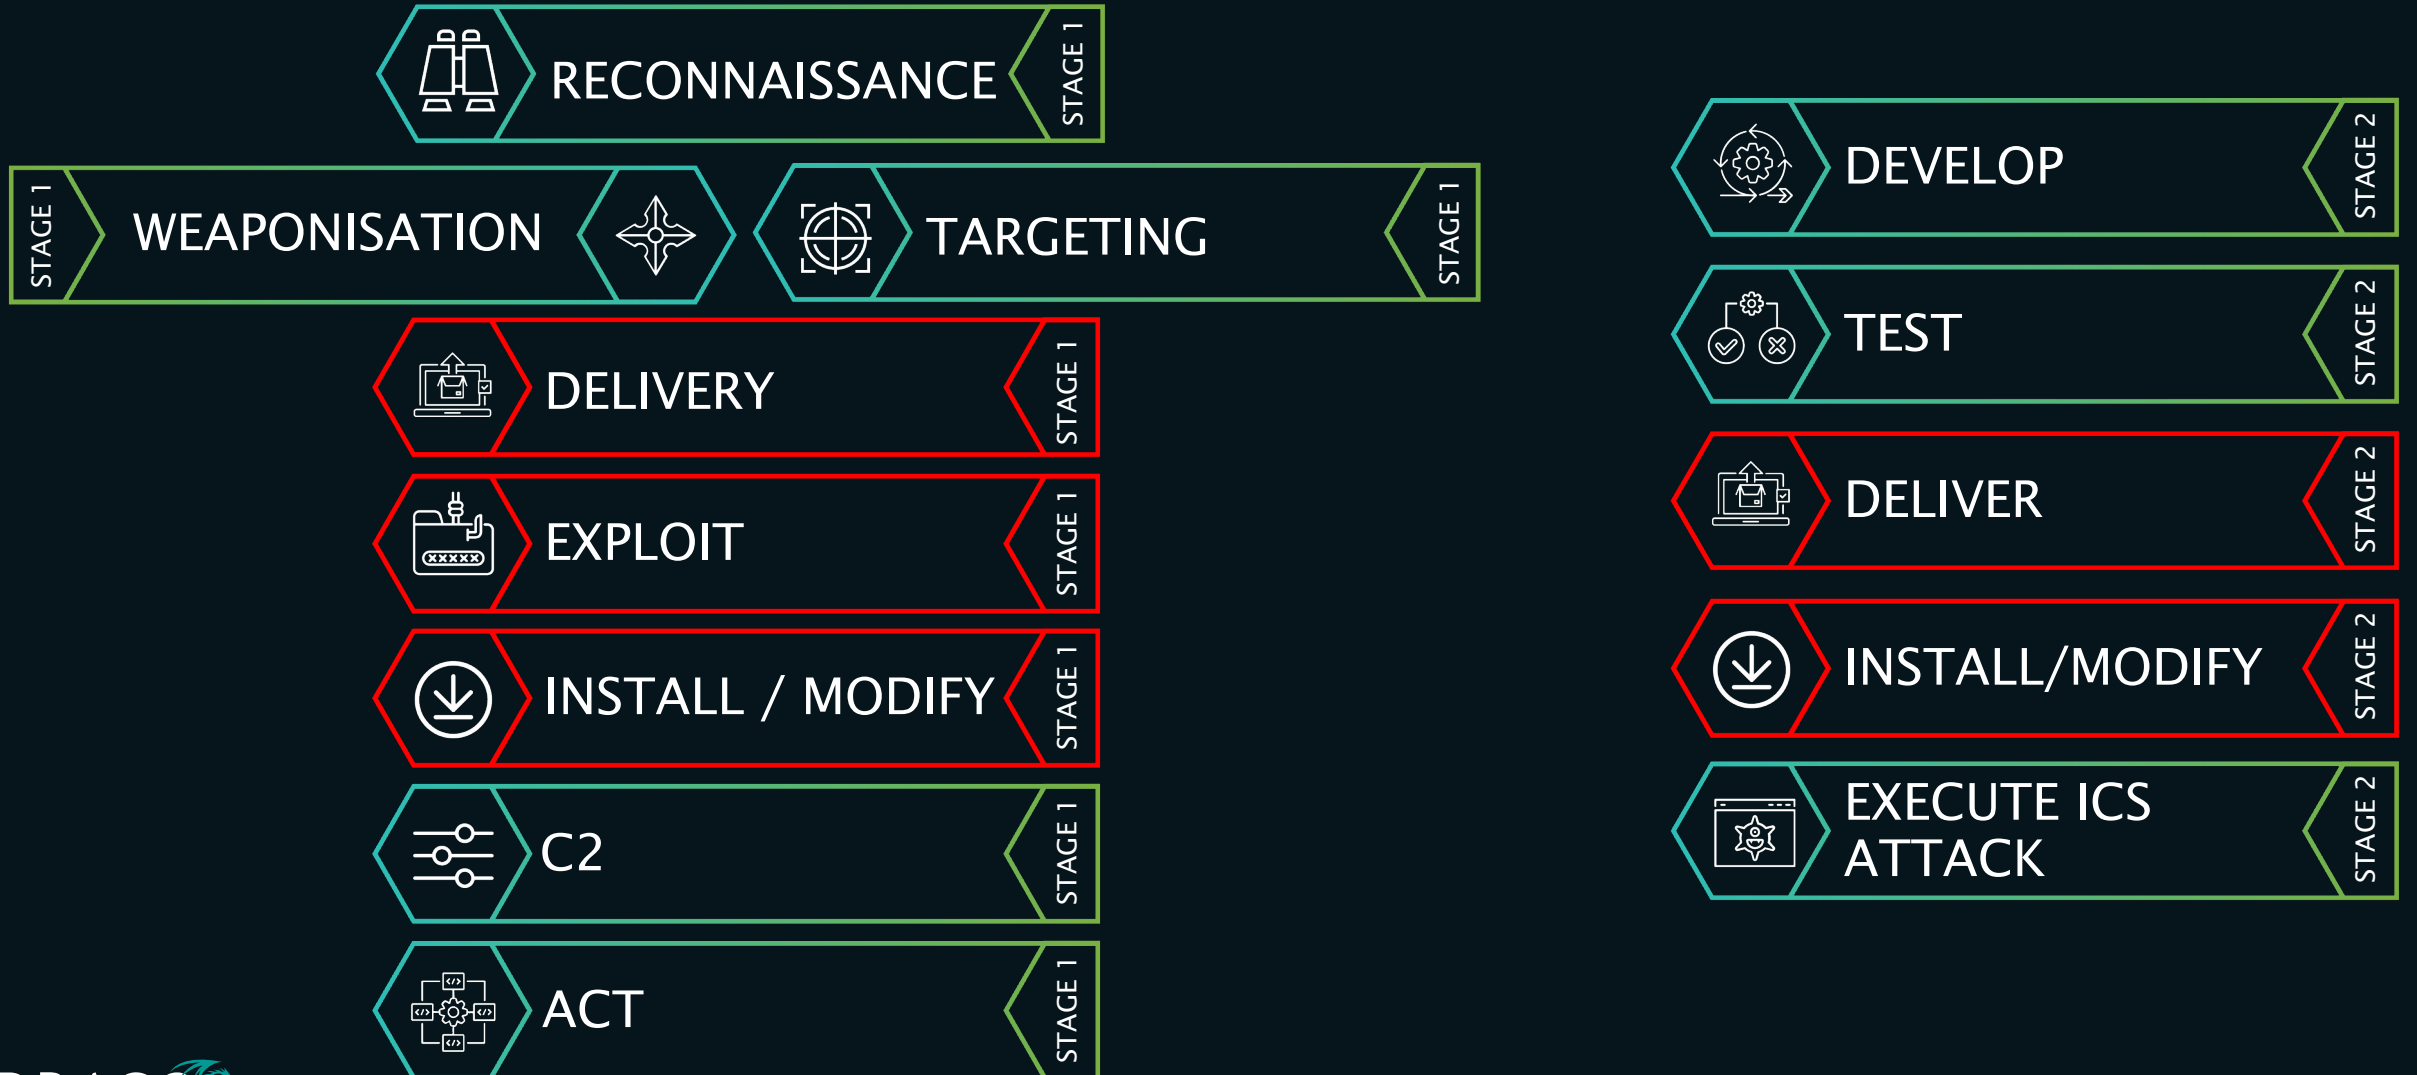 RECONNAISSANCE
STAGE 1
STAGE 1
WEAPONISATION
TARGETING
STAGE 1
DELIVERY
STAGE 1
EXPLOIT
STAGE 1
INSTALL / MODIFY
STAGE 1
C2
STAGE 1
ACT
STAGE 1
DEVELOP
STAGE 2
TEST
STAGE 2
DELIVER
STAGE 2
INSTALL/MODIFY
STAGE 2
EXECUTE ICS
ATTACK
STAGE 2